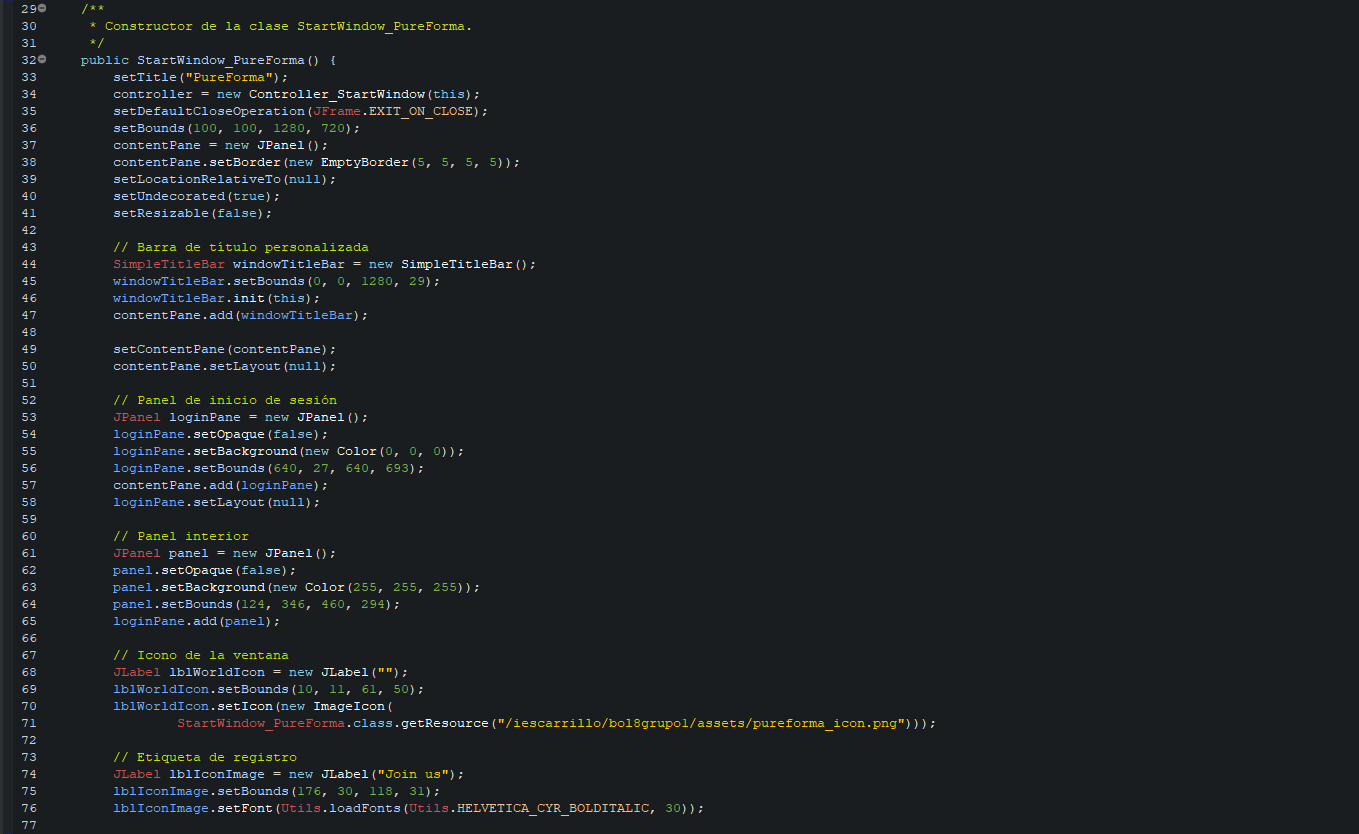 29 /**
30 * Constructor de la clase StartWindow_PureForma.
31 */
32 public StartWindow_PureForma() {
33 setTitle("PureForma");
34 controller = new Controller_StartWindow(this);
35 setDefaultCloseOperation(JFrame.EXIT_ON_CLOSE);
36 setBounds(100, 100, 1280, 720);
37 contentPane = new JPanel();
38 contentPane.setBorder(new EmptyBorder(5, 5, 5, 5));
39 setLocationRelativeTo(null);
40 setUndecorated(true);
41 setResizable(false);
42
43 // Barra de título personalizada
44 SimpleTitleBar windowTitleBar = new SimpleTitleBar();
45 windowTitleBar.setBounds(0, 0, 1280, 29);
46 windowTitleBar.init(this);
47 contentPane.add(windowTitleBar);
48
49 setContentPane(contentPane);
50 contentPane.setLayout(null);
51
52 // Panel de inicio de sesión
53 JPanel loginPane = new JPanel();
54 loginPane.setOpaque(false);
55 loginPane.setBackground(new Color(0, 0, 0));
56 loginPane.setBounds(640, 27, 640, 693);
57 contentPane.add(loginPane);
58 loginPane.setLayout(null);
59
60 // Panel interior
61 JPanel panel = new JPanel();
62 panel.setOpaque(false);
63 panel.setBackground(new Color(255, 255, 255));
64 panel.setBounds(124, 346, 460, 294);
65 loginPane.add(panel);
66
67 // Icono de la ventana
68 JLabel lblWorldIcon = new JLabel("");
69 lblWorldIcon.setBounds(10, 11, 61, 50);
70 lblWorldIcon.setIcon(new ImageIcon(
71 StartWindow_PureForma.class.getResource("/iescarrillo/bol8grupo1/assets/pureforma_icon.png")));
72
73 // Etiqueta de registro
74 JLabel lblIconImage = new JLabel("Join us");
75 lblIconImage.setBounds(176, 30, 118, 31);
76 lblIconImage.setFont(Utils.loadFonts(Utils.HELVETICA_CYR_BOLDITALIC, 30));
77